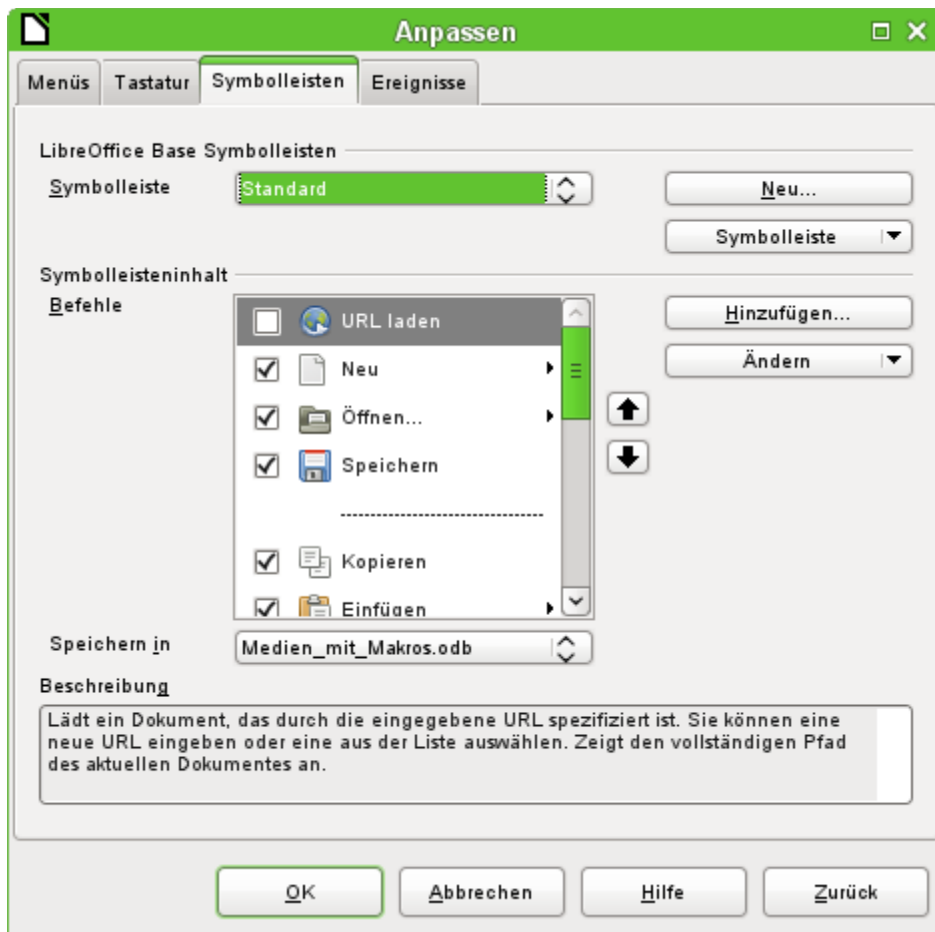 Anpassen
Menüs Tastatur Symbolleisten Ereignisse
LibreOffice Base Symbolleisten
Symbolleiste Standard Neu...
Symbolleiste
Symbolleisteninhalt
Befehle URL laden Hinzufügen...
Neu Ändern
Öffnen...
Speichern
---------------------------------
Kopieren
Einfügen
Speichern in Medien_mit_Makros.odb
Beschreibung
Lädt ein Dokument, das durch die eingegebene URL spezifiziert ist. Sie können eine
neue URL eingeben oder eine aus der Liste auswählen. Zeigt den vollständigen Pfad
des aktuellen Dokumentes an.
OK Abbrechen Hilfe Zurück